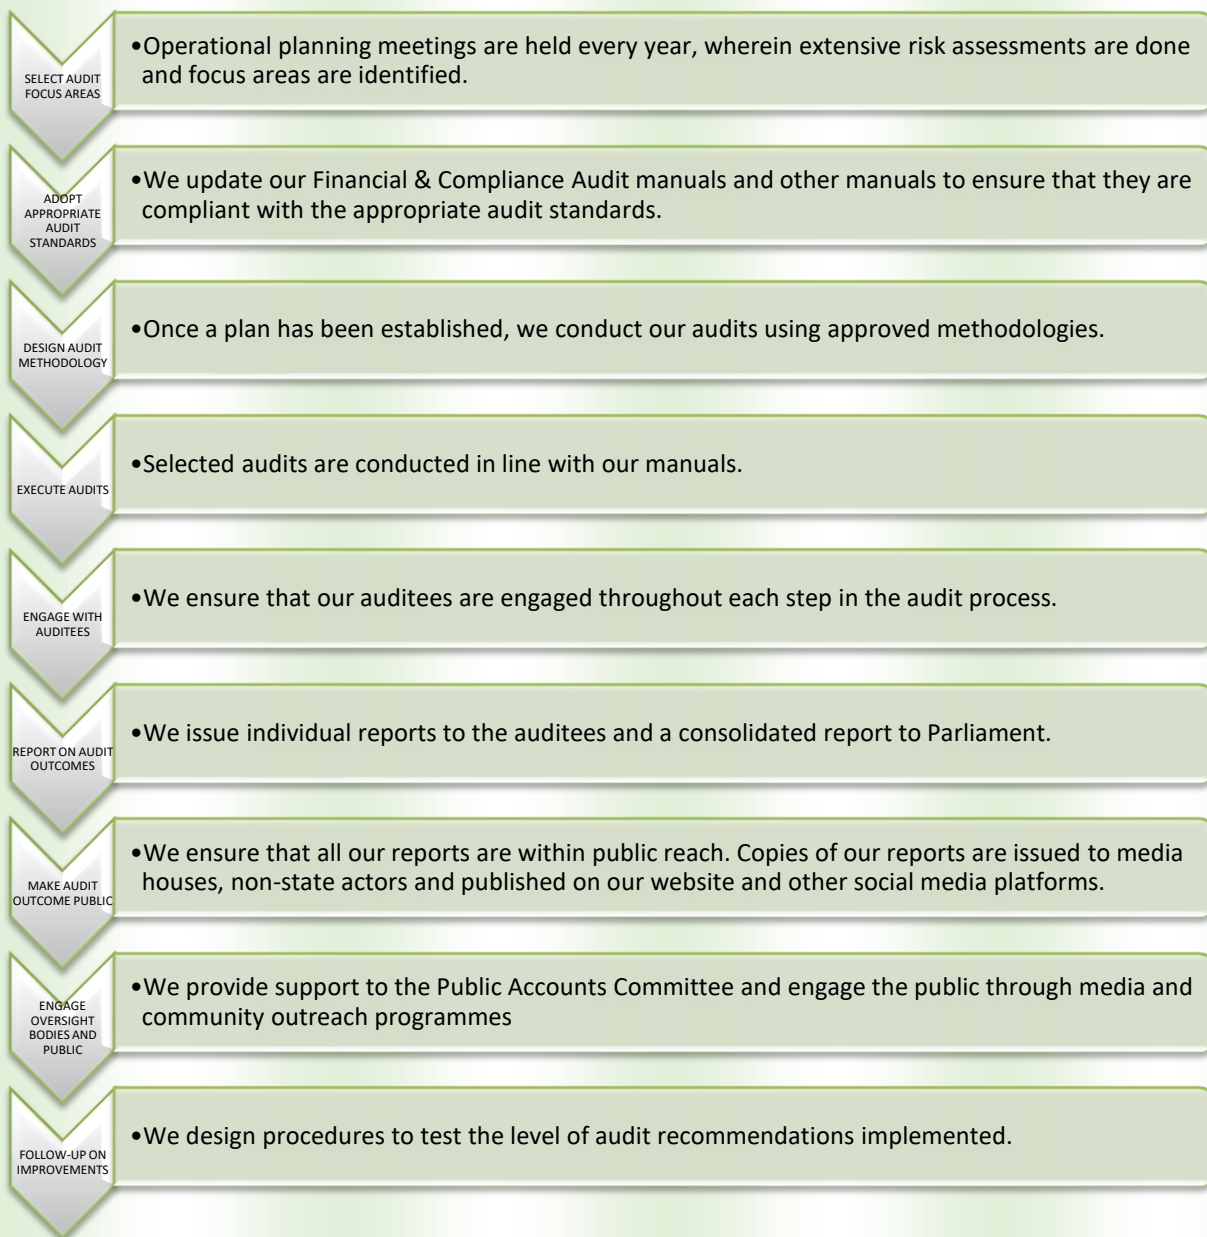 SELECT AUDIT
FOCUS AREAS
•Operational planning meetings are held every year, wherein extensive risk assessments are done
and focus areas are identified.
ADOPT
APPROPRIATE
AUDIT
STANDARDS
•We update our Financial & Compliance Audit manuals and other manuals to ensure that they are
compliant with the appropriate audit standards.
DESIGN AUDIT
METHODOLOGY
•Once a plan has been established, we conduct our audits using approved methodologies.
EXECUTE AUDITS
•Selected audits are conducted in line with our manuals.
ENGAGE WITH
AUDITEES
•We ensure that our auditees are engaged throughout each step in the audit process.
REPORT ON AUDIT
OUTCOMES
•We issue individual reports to the auditees and a consolidated report to Parliament.
MAKE AUDIT
OUTCOME PUBLIC
•We ensure that all our reports are within public reach. Copies of our reports are issued to media
houses, non-state actors and published on our website and other social media platforms.
ENGAGE
OVERSIGHT
BODIES AND
PUBLIC
•We provide support to the Public Accounts Committee and engage the public through media and
community outreach programmes
FOLLOW-UP ON
IMPROVEMENTS
•We design procedures to test the level of audit recommendations implemented.